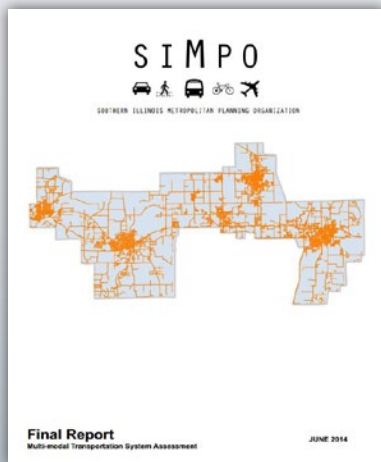 SIMPO
SOUTHERN ILLINOIS METROPOLITAN PLANNING ORGANIZATION
Final Report
Multi-modal Transportation System Assessment
JUNE 2014